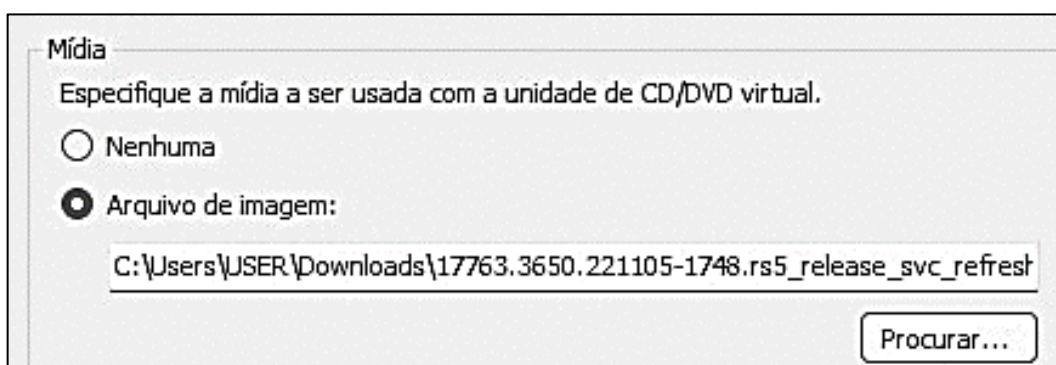 Mídia
Especifique a mídia a ser usada com a unidade de CD/DVD virtual.
Nenhuma
Arquivo de imagem:
C:\Users\USER\Downloads\17763.3650.221105-1748.rs5_release_svc_refresh
Procurar...